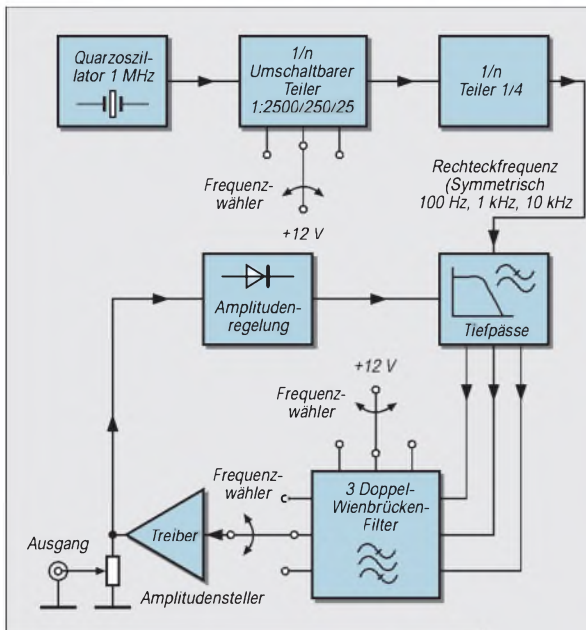 Quarzoszil-
lator 1 MHz
1/n
Umschaltbarer
Teiler
1:2500/250/25
1/n
Teiler 1/4
Frequenz-
wähler
+12 V
Rechteckfrequenz
(Symmetrisch
100 Hz, 1 kHz, 10 kHz
Amplituden-
regelung
Tiefpässe
+12 V
Frequenz-
wähler
Frequenz-
wähler
3 Doppel-
Wienbrücken-
Filter
Treiber
Ausgang
Amplitudensteller